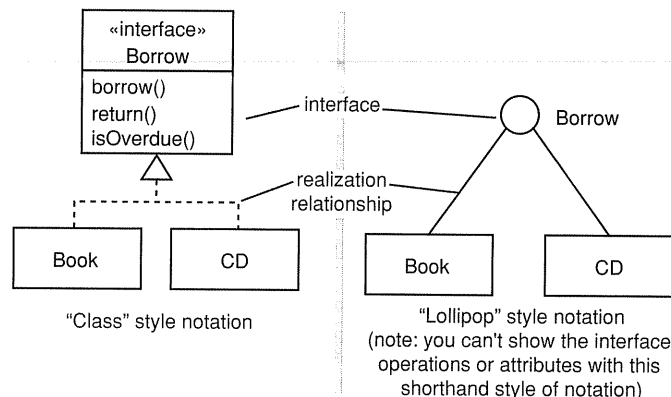 «interface»
Borrow
borrow()
return()
isOverdue()
interface
Borrow
realization
relationship
Book
CD
Book
CD
"Class" style notation
"Lollipop" style notation
(note: you can't show the interface
operations or attributes with this
shorthand style of notation)